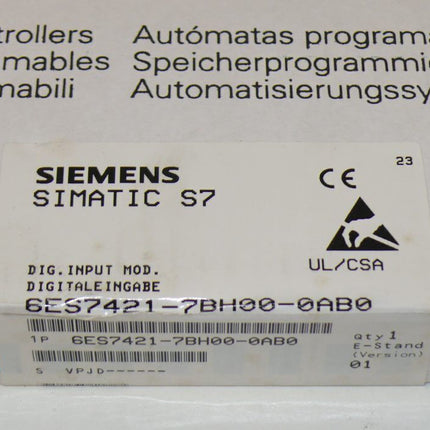 trollers Autómatas programa
mables Speicherprogrammi
mabili Automatisierungssy
23
SIEMENS
SIMATIC S7
CE
UL/CSA
DIG.INPUT MOD.
DIGITALEINGABE
6ES7421-7BH00-0AB0
1P 6ES7421-7BH00-0AB0
Qty 1
E-Stand
(Version)
01
S VPJD------